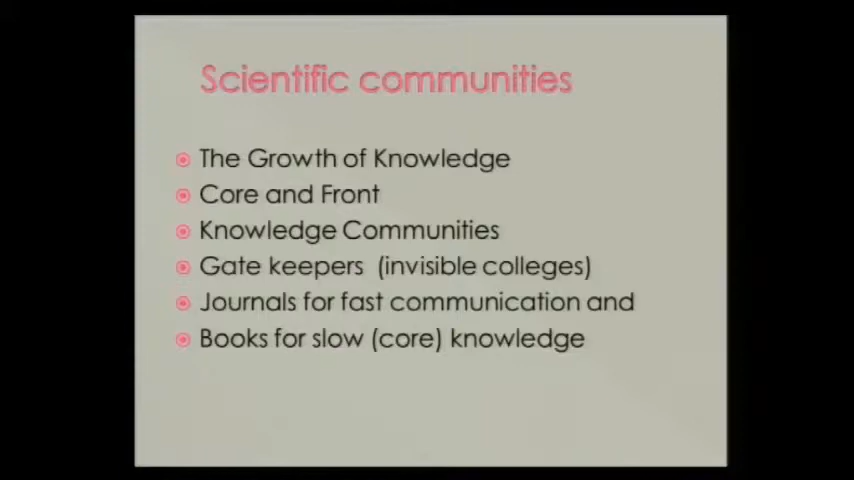 Scientific communities
The Growth of Knowledge
Core and Front
Knowledge Communities
Gate keepers (invisible colleges)
Journals for fast communication and
Books for slow (core) knowledge